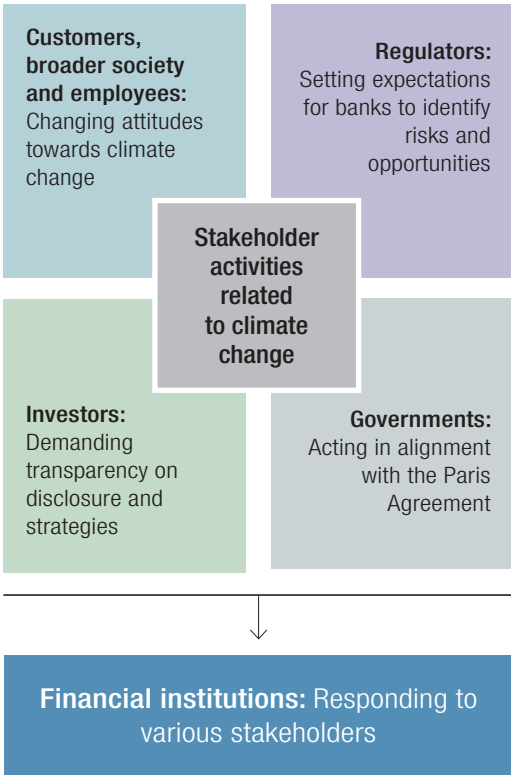 Customers,
broader society
and employees:
Changing attitudes
towards climate
change
Regulators:
Setting expectations
for banks to identify
risks and
opportunities
Stakeholder
activities
related
to climate
change
Investors:
Demanding
transparency on
disclosure and
strategies
Governments:
Acting in alignment
with the Paris
Agreement
Financial institutions: Responding to
various stakeholders